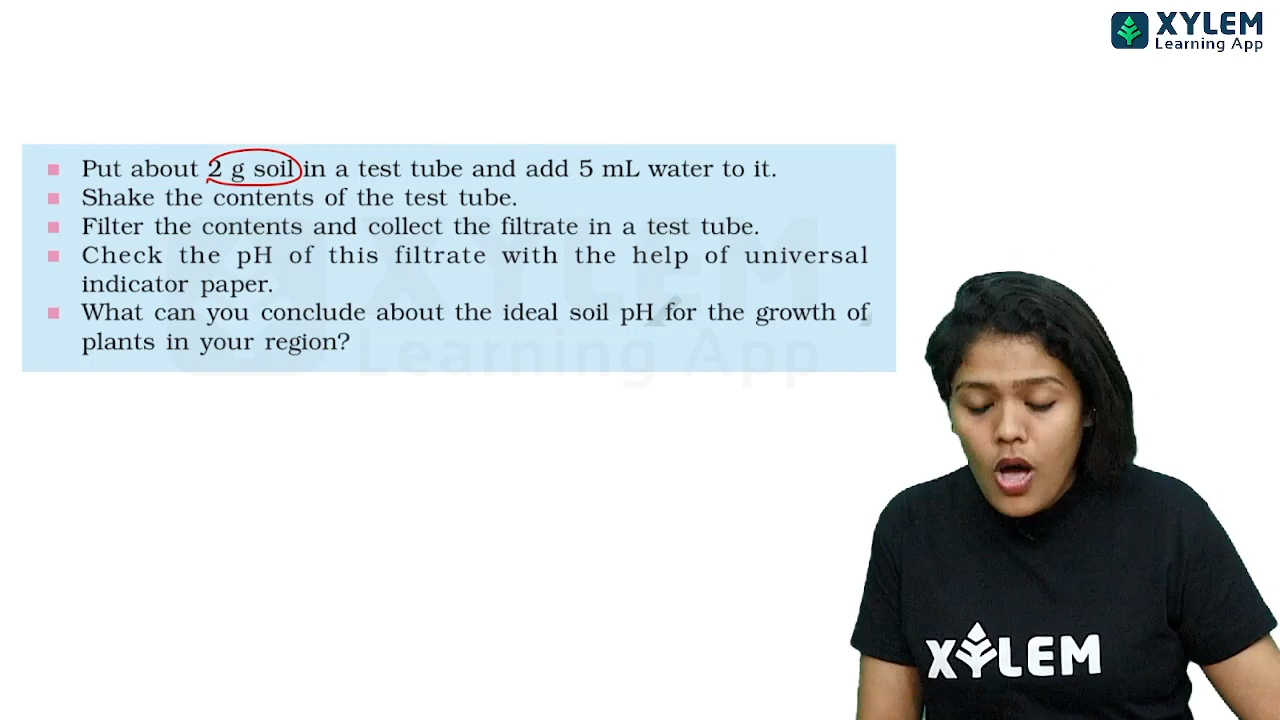 XYLEM
Learning App
Put about 2 g soil in a test tube and add 5 mL water to it.
Shake the contents of the test tube.
Filter the contents and collect the filtrate in a test tube.
Check the pH of this filtrate with the help of universal
indicator paper.
What can you conclude about the ideal soil pH for the growth of
plants in your region?
XYLEM
Learning App
XYLEM